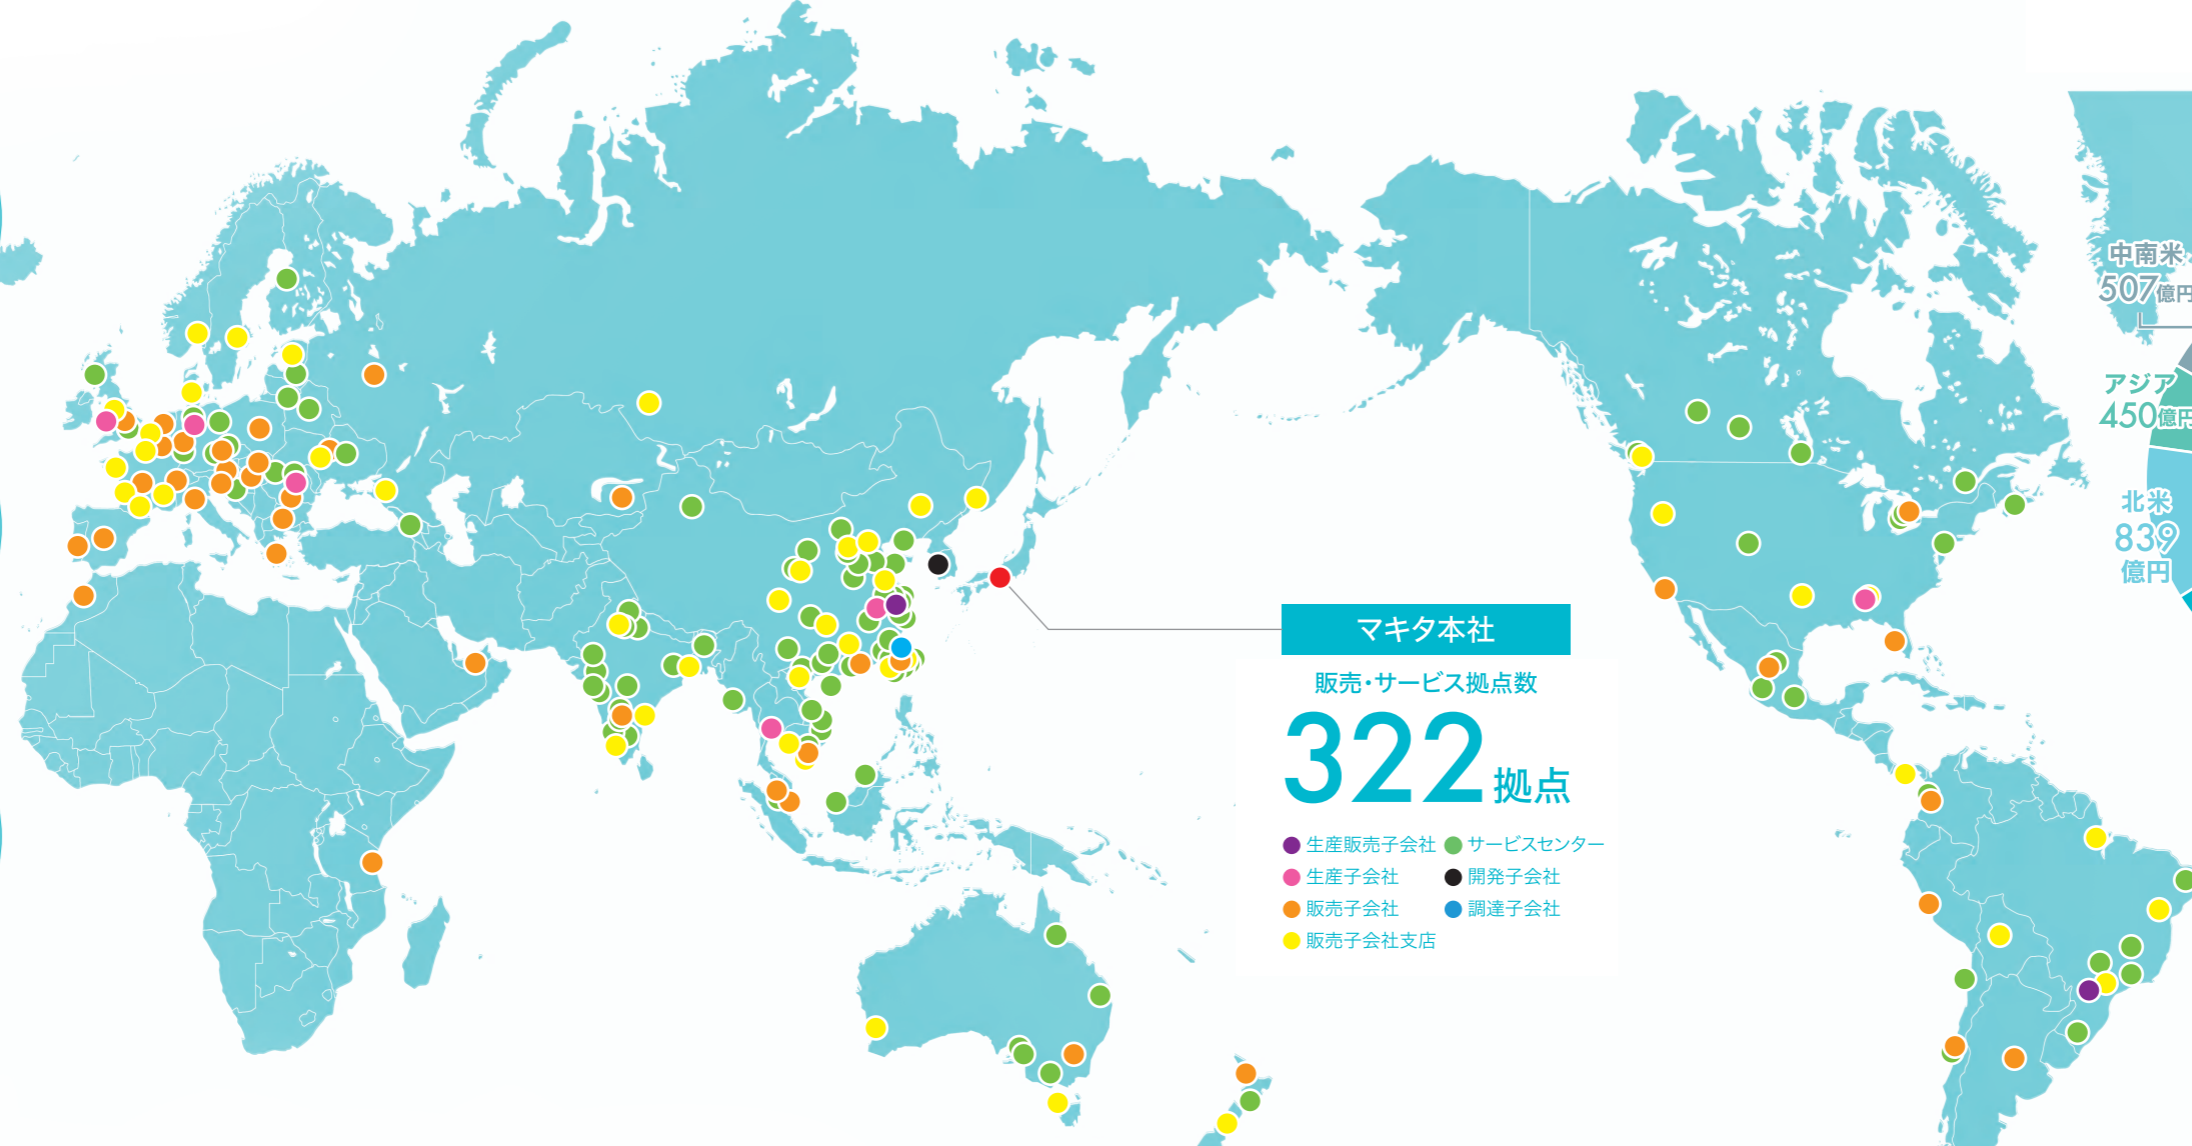 中南米
507億円
アジア
450億円
北米
839
億円
マキタ本社
販売・サービス拠点数
322拠点
生産販売子会社
サービスセンター
生産子会社
開発子会社
販売子会社
調達子会社
販売子会社支店